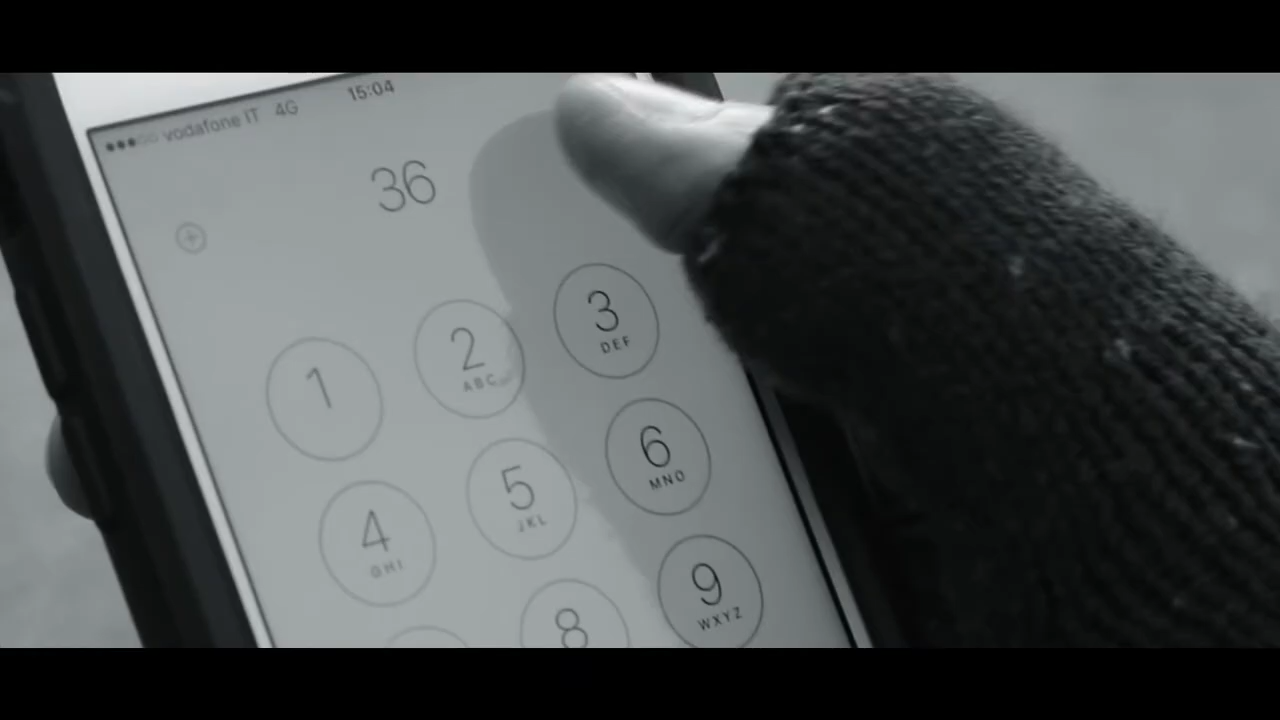 vodafone IT 4G 15:04
36
1 2 ABC 3 DEF
4 GHI 5 JKL 6 MNO
8 9 WXYZ